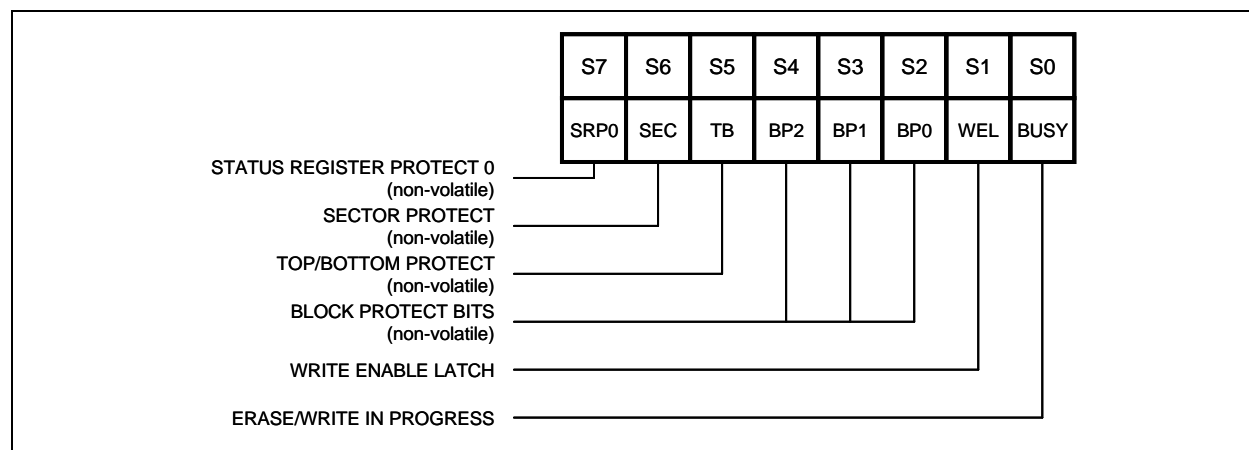 S7 S6 S5 S4 S3 S2 S1 S0
SRP0 SEC TB BP2 BP1 BP0 WEL BUSY
STATUS REGISTER PROTECT 0
(non-volatile)
SECTOR PROTECT
(non-volatile)
TOP/BOTTOM PROTECT
(non-volatile)
BLOCK PROTECT BITS
(non-volatile)
WRITE ENABLE LATCH
ERASE/WRITE IN PROGRESS